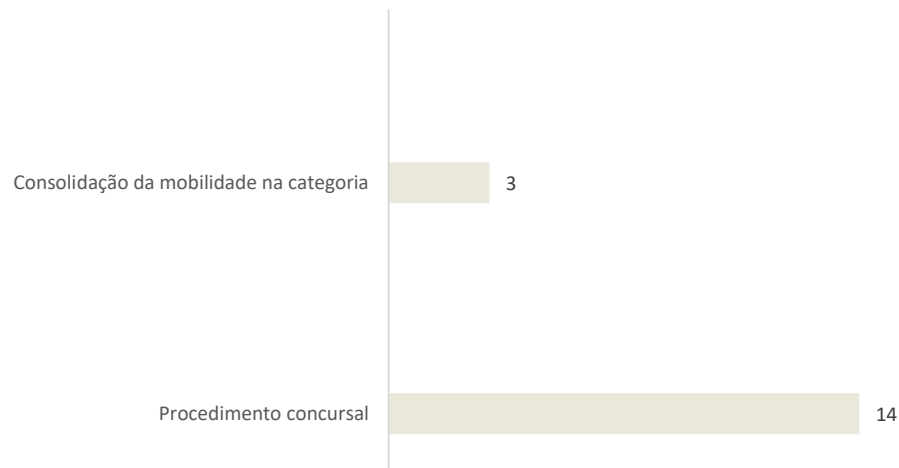 Consolidação da mobilidade na categoria 3
Procedimento concursal 14